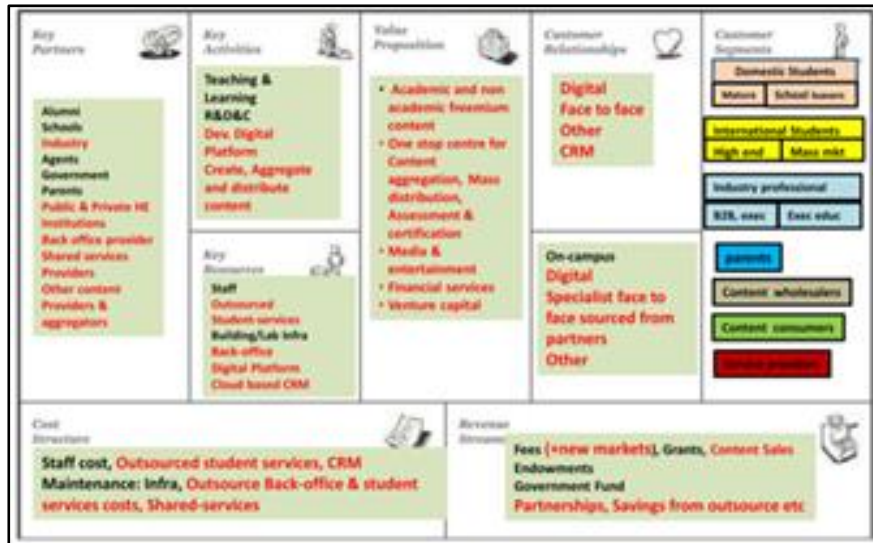 Key
Partners
Alumni
Schools
Industry
Agents
Government
Parents
Public & Private HE
Institutions
Back office provider
Shared services
Providers
Other content
Providers &
aggregators
Key
Activities
Teaching &
Learning
R&D&C
Dev. Digital
Platform
Create, Aggregate
and distribute
content
Key
Resources
Staff
Outsourced
Student services
Building/Lab Infra
Back-office
Digital Platform
Cloud based CRM
Value
Proposition
• Academic and non
academic freemium
content
• One stop centre for
Content
aggregation, Mass
distribution,
Assessment &
certification
• Media &
entertainment
• Financial services
• Venture capital
Customer
Relationships
Digital
Face to face
Other
CRM
On-campus
Digital
Specialist face to
face sourced from
partners
Other
Customer
Segments
Domestic Students
Mature School leavers
International Students
High end Mass mkt
Industry professional
B2B, exec Exec educ
parents
Content wholesalers
Content consumers
Cost
Structure
Staff cost, Outsourced student services, CRM
Maintenance: Infra, Outsource Back-office & student
services costs, Shared-services
Revenue
Streams
Fees (+new markets), Grants, Content Sales
Endowments
Government Fund
Partnerships, Savings from outsource etc